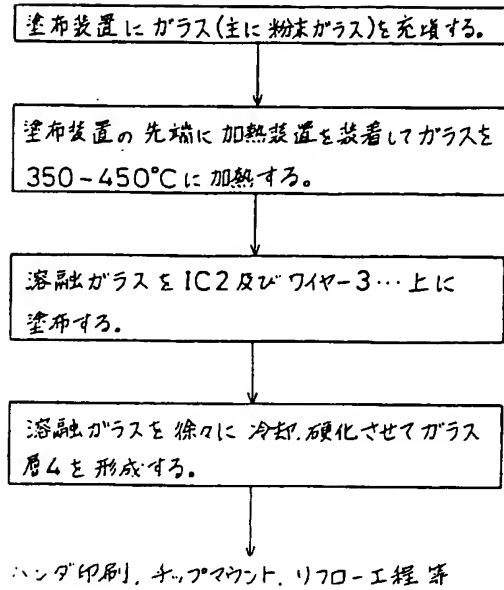 塗布装置にガラス(主に粉末ガラス)を充填する。
塗布装置の先端に加熱装置を装着してガラスを
350-450℃に加熱する。
溶融ガラスをIC2及びワイヤー3…上に
塗布する。
溶融ガラスを徐々に冷却.硬化させてガラス
層4を形成する。
ハンダ印刷.チップマウント.リフロー工程等